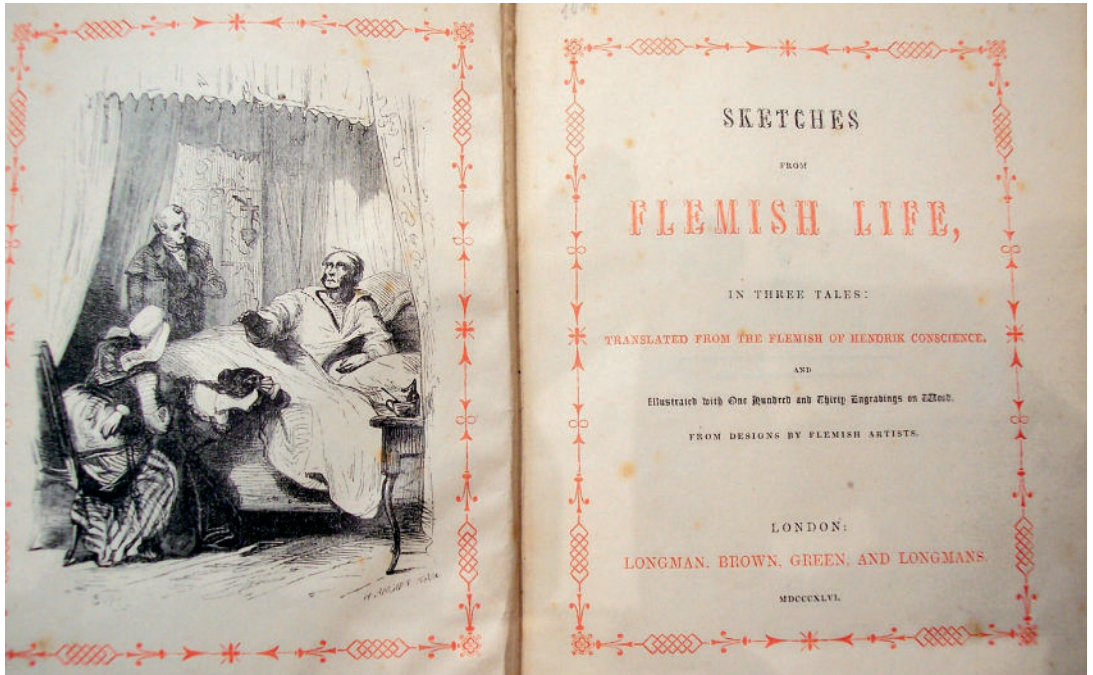 SKETCHES
FROM
FLEMISH LIFE,
IN THREE TALES:
TRANSLATED FROM THE FLEMISH OF HENDRIK CONSCIENCE,
AND
Illustrated with One Hundred and Thirty Engravings on Wood,
FROM DESIGNS BY FLEMISH ARTISTS.
LONDON:
LONGMAN, BROWN, GREEN, AND LONGMANS.
MDCCCXLVI.